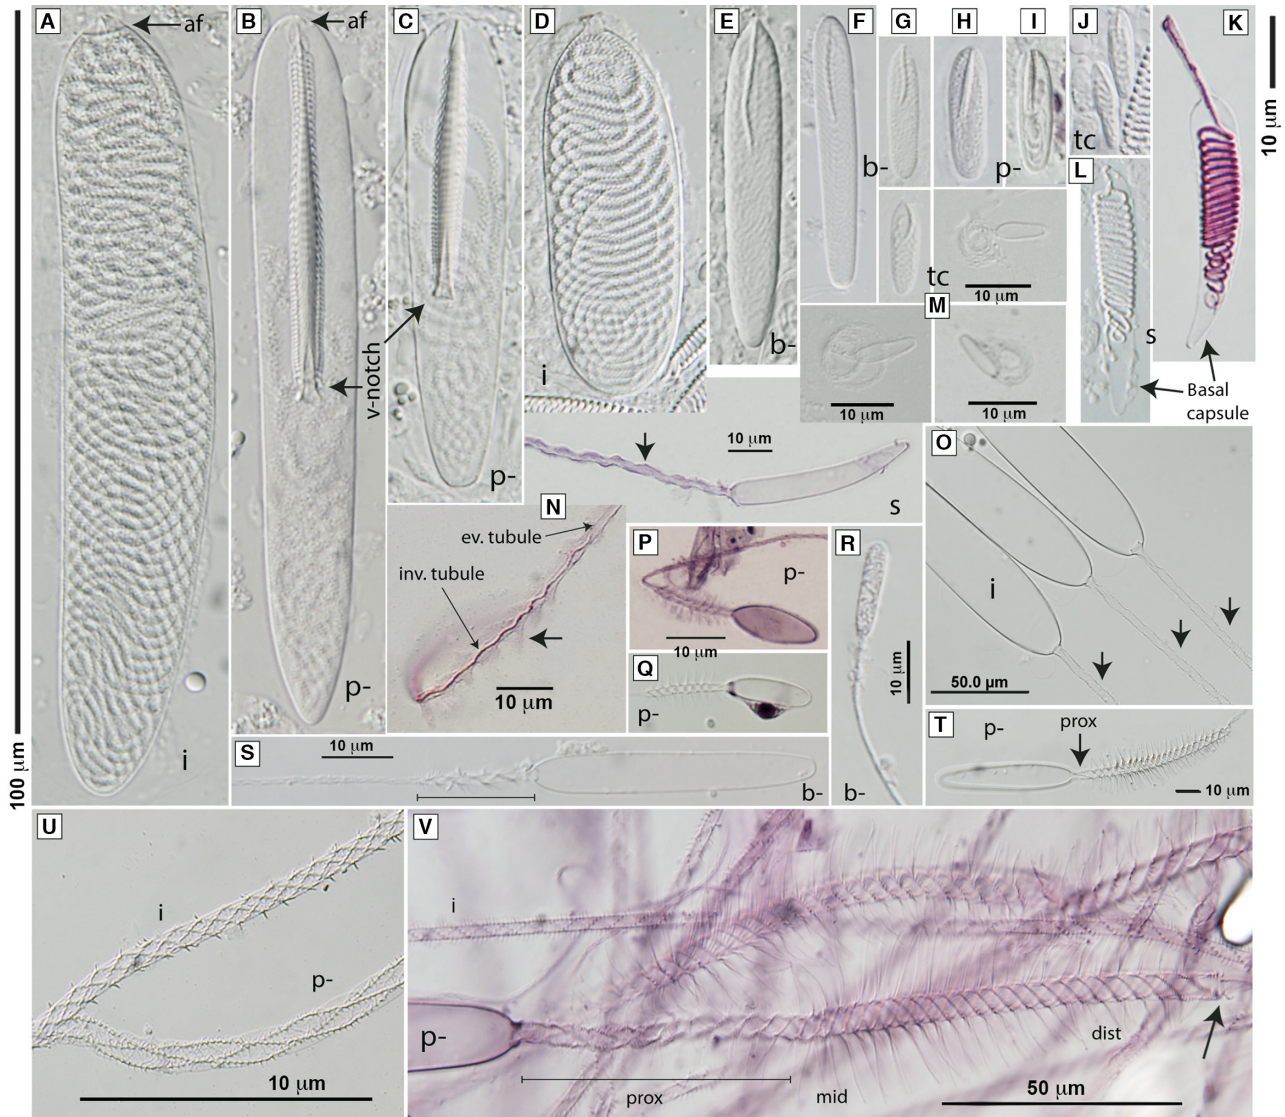 A
af
B
af
C
D
E
F
G
H
I
J
K
10 μm
b-
p-
tc
L
tc
10 μm
M
i
b-
v-notch
s
Basal
capsule
10 μm
10 μm
p-
10 μm
s
O
N
ev. tubule
inv. tubule
10 μm
P
p-
10 μm
R
10 μm
i
50.0 μm
i
p-
Q
p-
100 μm
S
10 μm
b-
b-
T
p-
prox
10 μm
U
i
p-
10 μm
V
i
p-
dist
prox
mid
50 μm